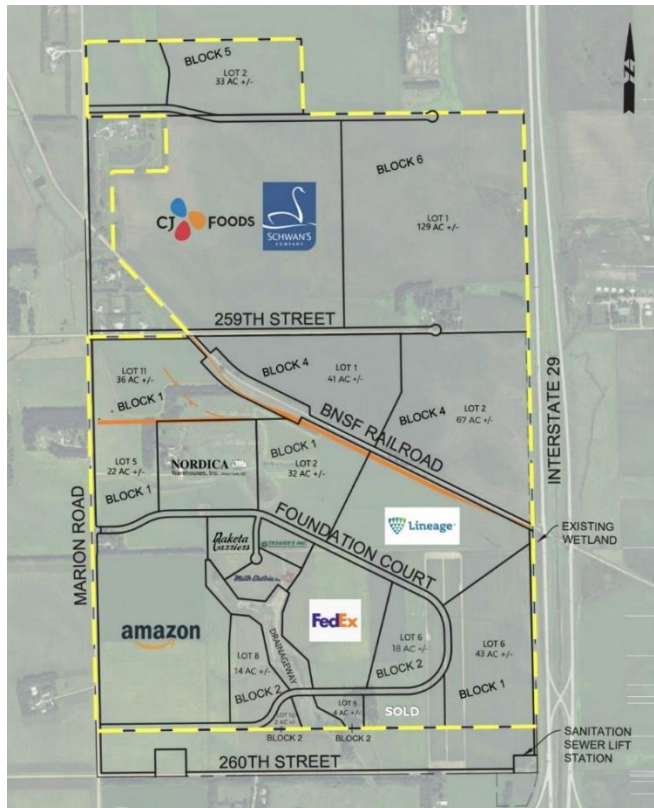 BLOCK 5
LOT 2
33 AC +/-
BLOCK 6
CJ FOODS
SCHWAN'S
COMPANY
LOT 1
129 AC +/-
259TH STREET
LOT 11
36 AC +/-
BLOCK 1
BLOCK 4
LOT 1
41 AC +/-
BLOCK 4
LOT 2
67 AC +/-
BNSF RAILROAD
INTERSTATE 29
LOT 5
22 AC +/-
BLOCK 1
NORDICA
Warehouses, Inc.
BLOCK 1
LOT 2
32 AC +/-
MARION ROAD
FOUNDATION COURT
Lineage
EXISTING
WETLAND
Dakota
Carriers
amazon
FedEx
DRAINAGEWAY
LOT 8
14 AC +/-
BLOCK 2
LOT 6
18 AC +/-
BLOCK 2
LOT 6
43 AC +/-
BLOCK 1
LOT 9
4 AC +/-
SOLD
BLOCK 2
BLOCK 2
260TH STREET
SANITATION
SEWER LIFT
STATION